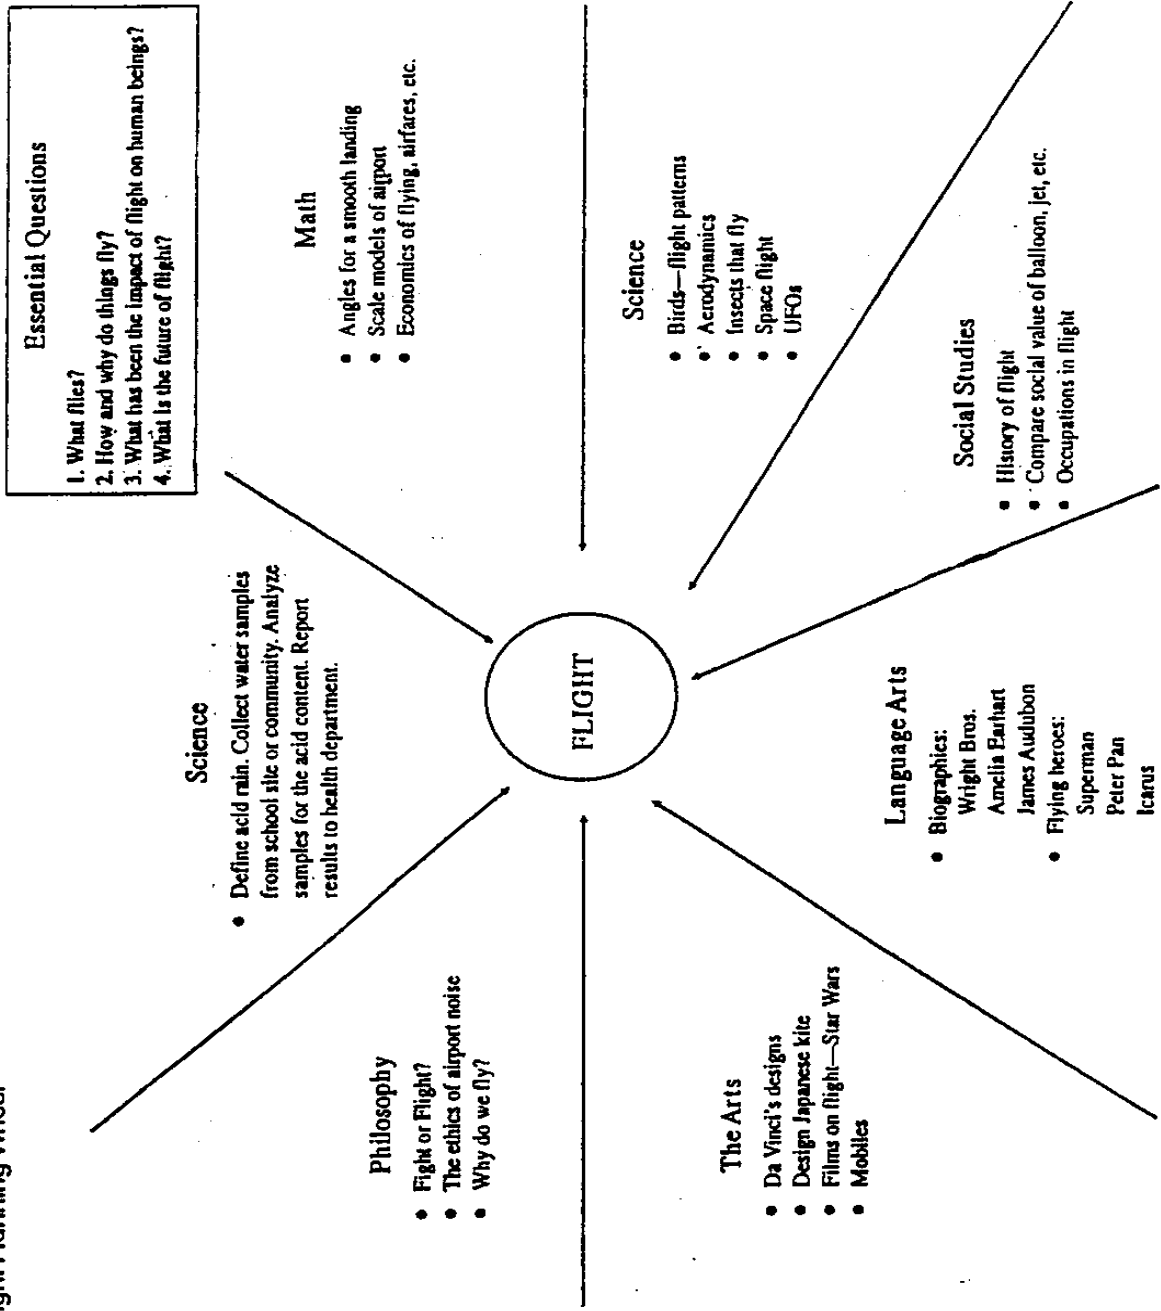 Planning Wheel
Essential Questions
1. What flies?
2. How and why do things fly?
3. What has been the impact of flight on human beings?
4. What is the future of flight?
Science
• Define acid rain. Collect water samples
from school site or community. Analyze
samples for the acid content. Report
results to health department.
Math
• Angles for a smooth landing
• Scale models of airport
• Economics of flying, airfares, etc.
Philosophy
• Fight or Flight?
• The ethics of airport noise
• Why do we fly?
FLIGHT
Science
• Birds—flight patterns
• Aerodynamics
• Insects that fly
• Space flight
• UFOs
The Arts
• Da Vinci's designs
• Design Japanese kite
• Films on flight—Star Wars
• Mobiles
Language Arts
• Biographies:
Wright Bros.
Amelia Earhart
James Audubon
• Flying heroes:
Superman
Peter Pan
Icarus
Social Studies
• History of flight
• Compare social value of balloon, jet, etc.
• Occupations in flight